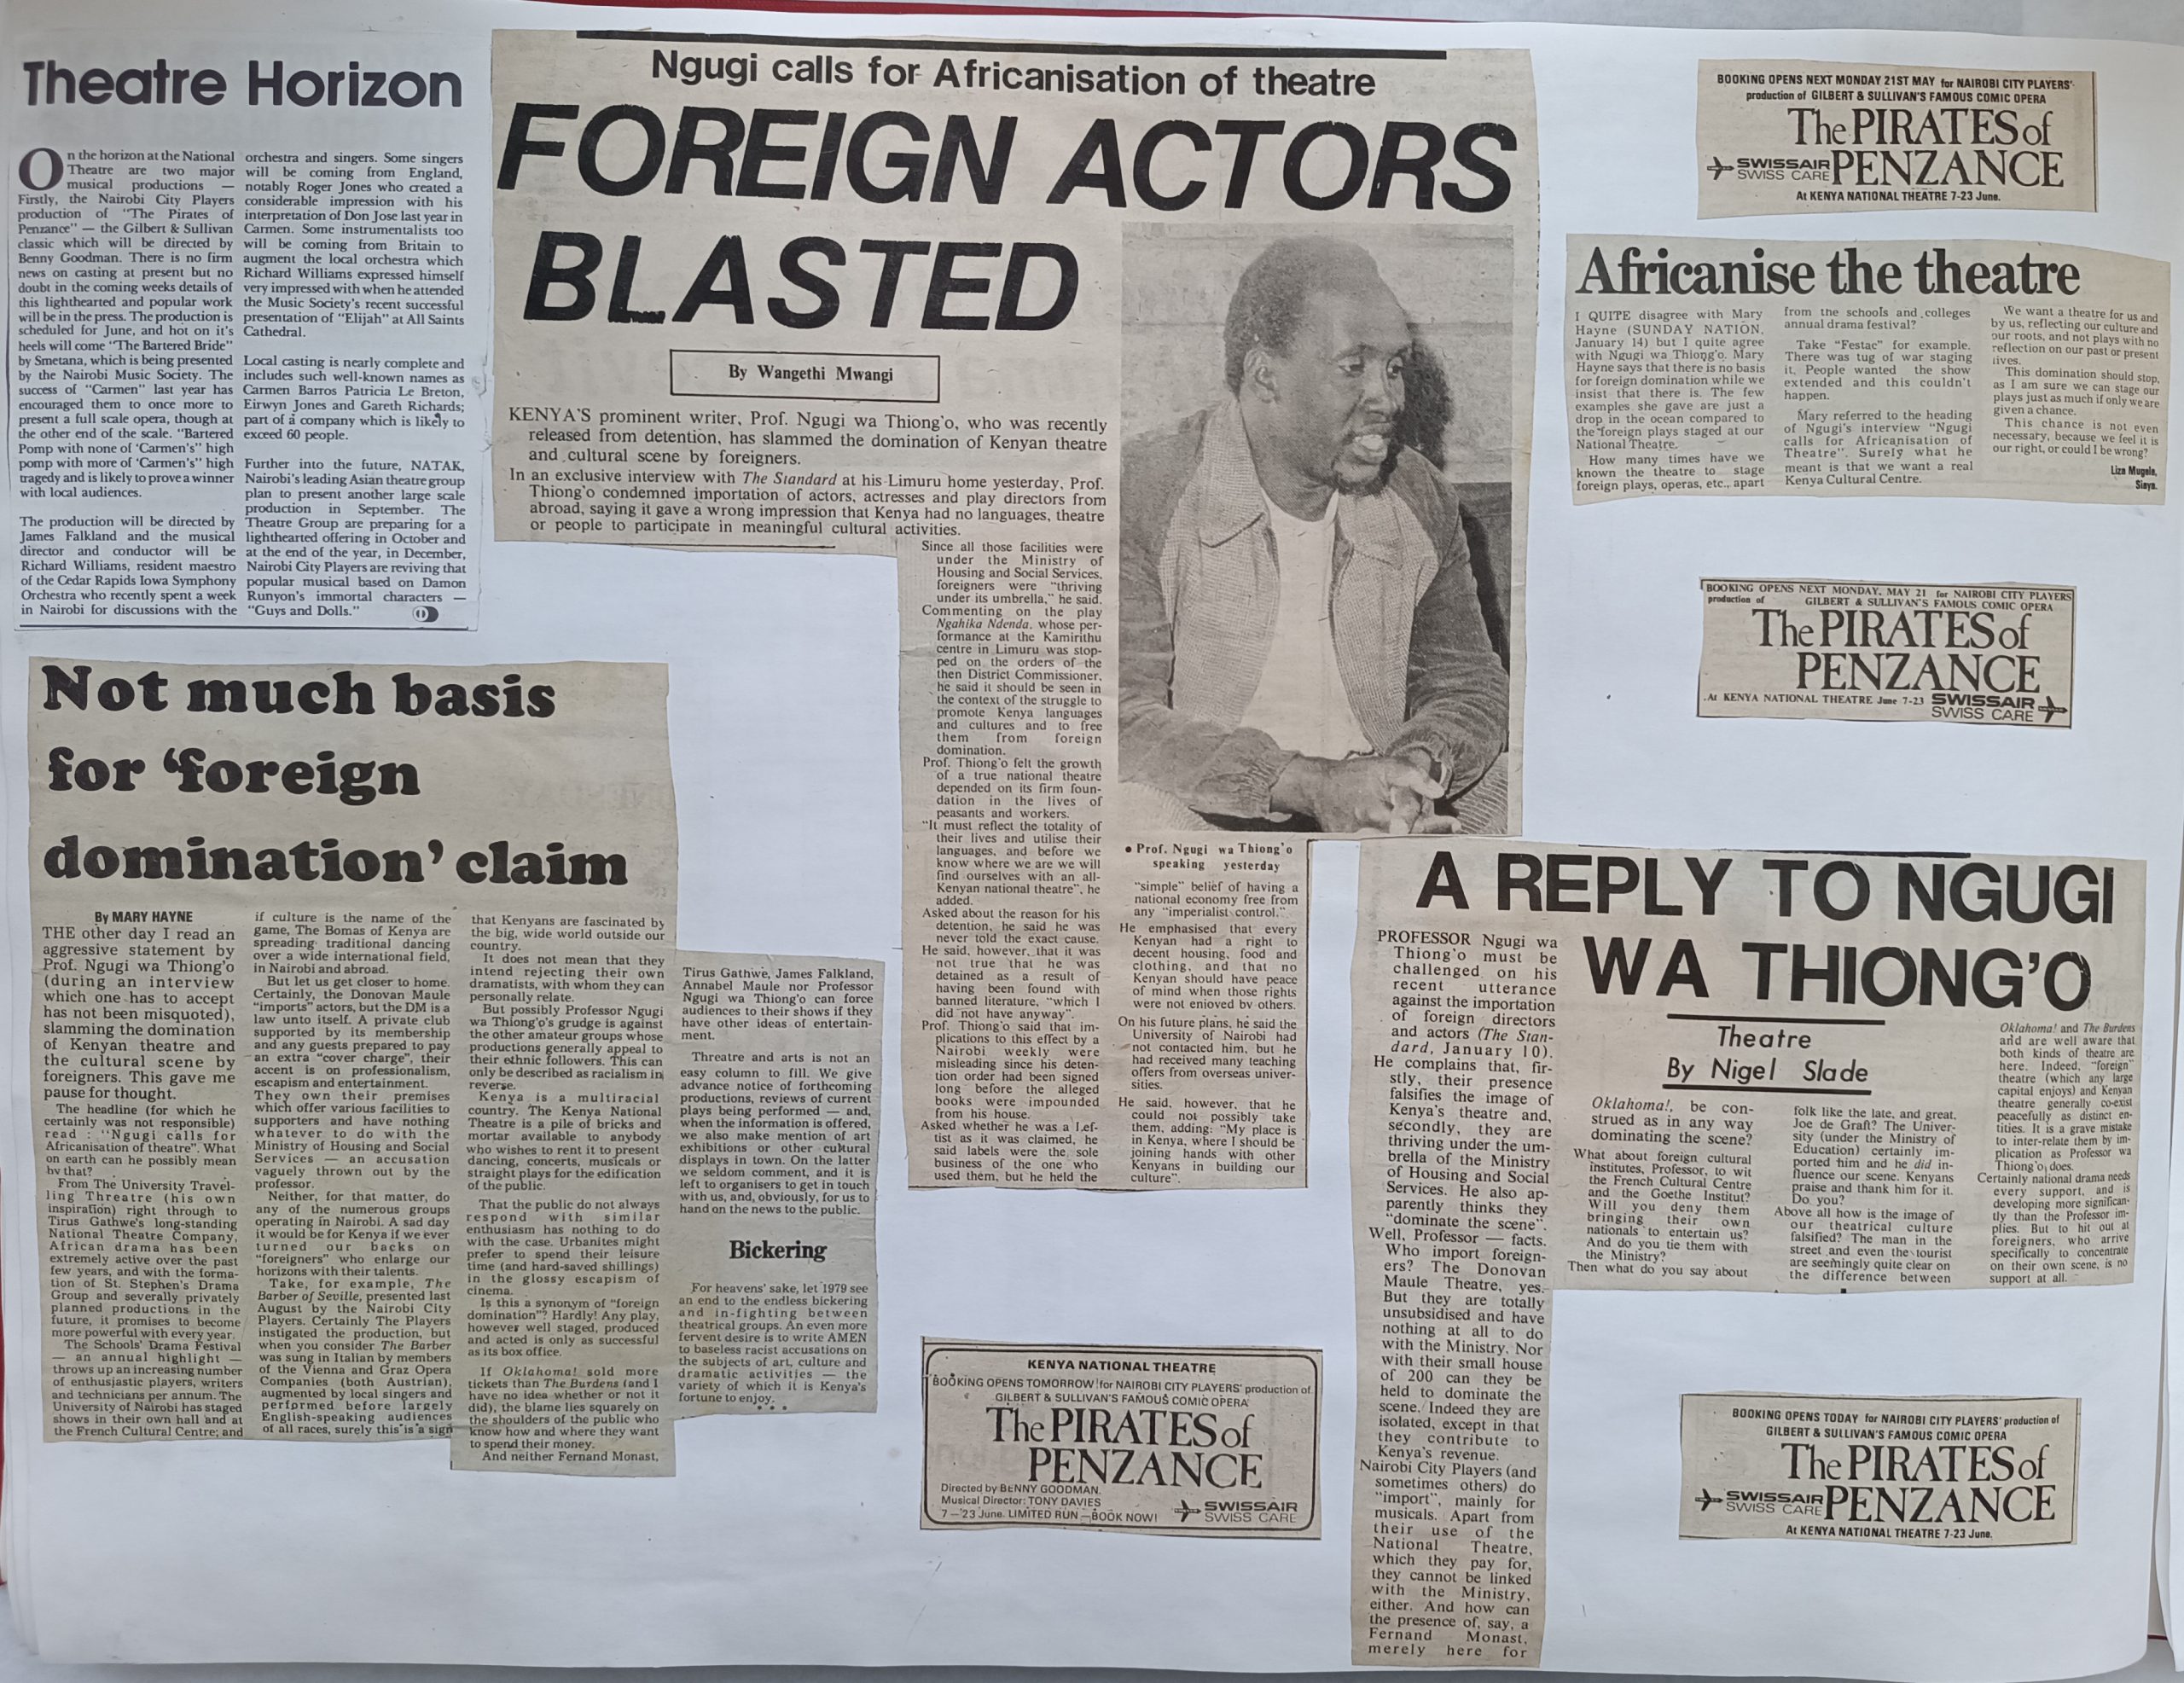 Theatre Horizon
On the horizon at the National
Theatre are two major
musical productions —
Firstly, the Nairobi City Players
production of "The Pirates of
Penzance" — the Gilbert & Sullivan
classic which will be directed by
Benny Goodman. There is no firm
news on casting at present but no
doubt in the coming weeks details of
this lighthearted and popular work
will be in the press. The production is
scheduled for June, and hot on it's
heels will come "The Bartered Bride"
by Smetana, which is being presented
by the Nairobi Music Society. The
success of "Carmen" last year has
encouraged them to once more to
present a full scale opera, though at
the other end of the scale. "Bartered
Pomp with none of 'Carmen's" high
pomp with more of 'Carmen's" high
tragedy and is likely to prove a winner
with local audiences.
The production will be directed by
James Falkland and the musical
director and conductor will be
Richard Williams, resident maestro
of the Cedar Rapids Iowa Symphony
Orchestra who recently spent a week
in Nairobi for discussions with the
orchestra and singers. Some singers
will be coming from England,
notably Roger Jones who created a
considerable impression with his
interpretation of Don Jose last year in
Carmen. Some instrumentalists too
will be coming from Britain to
augment the local orchestra which
Richard Williams expressed himself
very impressed with when he attended
the Music Society's recent successful
presentation of "Elijah" at All Saints
Cathedral.
Local casting is nearly complete and
includes such well-known names as
Carmen Barros Patricia Le Breton,
Eirwyn Jones and Gareth Richards;
part of a company which is likely to
exceed 60 people.
Further into the future, NATAK,
Nairobi's leading Asian theatre group
plan to present another large scale
production in September. The
Theatre Group are preparing for a
lighthearted offering in October and
at the end of the year, in December,
Nairobi City Players are reviving that
popular musical based on Damon
Runyon's immortal characters —
"Guys and Dolls."
Ngugi calls for Africanisation of theatre
FOREIGN ACTORS
BLASTED
By Wangethi Mwangi
KENYA'S prominent writer, Prof. Ngugi wa Thiong'o, who was recently
released from detention, has slammed the domination of Kenyan theatre
and cultural scene by foreigners.
In an exclusive interview with The Standard at his Limuru home yesterday, Prof.
Thiong'o condemned importation of actors, actresses and play directors from
abroad, saying it gave a wrong impression that Kenya had no languages, theatre
or people to participate in meaningful cultural activities.
Since all those facilities were
under the Ministry of
Housing and Social Services,
foreigners were "thriving
under its umbrella," he said.
Commenting on the play
Ngahika Ndenda, whose per-
formance at the Kamirithu
centre in Limuru was stop-
ped on the orders of the
then District Commissioner,
he said it should be seen in
the context of the struggle to
promote Kenya languages
and cultures and to free
them from foreign
domination.
Prof. Thiong'o felt the growth
of a true national theatre
depended on its firm foun-
dation in the lives of
peasants and workers.
"It must reflect the totality of
their lives and utilise their
languages, and before we
know where we are we will
find ourselves with an all-
Kenyan national theatre", he
added.
Asked about the reason for his
detention, he said he was
never told the exact cause.
He said, however, that it was
not true that he was
detained as a result of
having been found with
banned literature, "which I
did not have anyway".
Prof. Thiong'o said that im-
plications to this effect by a
Nairobi weekly were
misleading since his deten-
tion order had been signed
long before the alleged
books were impounded
from his house.
Asked whether he was a Lef-
tist as it was claimed, he
said labels were the sole
business of the one who
used them, but he held the
• Prof. Ngugi wa Thiong'o
speaking yesterday
"simple" belief of having a
national economy free from
any "imperialist control."
He emphasised that every
Kenyan had a right to
decent housing, food and
clothing, and that no
Kenyan should have peace
of mind when those rights
were not enjoyed by others.
On his future plans, he said the
University of Nairobi had
not contacted him, but he
had received many teaching
offers from overseas univer-
sities.
He said, however, that he
could not possibly take
them, adding: "My place is
in Kenya, where I should be
joining hands with other
Kenyans in building our
culture".
BOOKING OPENS NEXT MONDAY 21ST MAY for NAIROBI CITY PLAYERS'
production of GILBERT & SULLIVAN'S FAMOUS COMIC OPERA
The PIRATES of
SWISSAIR PENZANCE
SWISS CARE
At KENYA NATIONAL THEATRE 7-23 June.
Africanise the theatre
I QUITE disagree with Mary
Hayne (SUNDAY NATION,
January 14) but I quite agree
with Ngugi wa Thiong'o. Mary
Hayne says that there is no basis
for foreign domination while we
insist that there is. The few
examples she gave are just a
drop in the ocean compared to
the foreign plays staged at our
National Theatre.
How many times have we
known the theatre to stage
foreign plays, operas, etc., apart
from the schools and colleges
annual drama festival?
Take "Festac" for example.
There was tug of war staging
it. People wanted the show
extended and this couldn't
happen.
Mary referred to the heading
of Ngugi's interview "Ngugi
calls for Africanisation of
Theatre". Surely what he
meant is that we want a real
Kenya Cultural Centre.
We want a theatre for us and
by us, reflecting our culture and
our roots, and not plays with no
reflection on our past or present
lives.
This domination should stop,
as I am sure we can stage our
plays just as much if only we are
given a chance.
This chance is not even
necessary, because we feel it is
our right, or could I be wrong?
Liza Mugala,
Siaya.
BOOKING OPENS NEXT MONDAY, MAY 21 for NAIROBI CITY PLAYERS
production of GILBERT & SULLIVAN'S FAMOUS COMIC OPERA
The PIRATES of
PENZANCE
At KENYA NATIONAL THEATRE June 7-23 SWISSAIR
SWISS CARE
Not much basis
for 'foreign
domination' claim
By MARY HAYNE
THE other day I read an
aggressive statement by
Prof. Ngugi wa Thiong'o
(during an interview
which one has to accept
has not been misquoted),
slamming the domination
of Kenyan theatre and
the cultural scene by
foreigners. This gave me
pause for thought.
The headline (for which he
certainly was not responsible)
read : "Ngugi calls for
Africanisation of theatre". What
on earth can he possibly mean
by that?
From The University Travel-
ling Threatre (his own
inspiration) right through to
Tirus Gathwe's long-standing
National Theatre Company,
African drama has been
extremely active over the past
few years, and with the forma-
tion of St. Stephen's Drama
Group and severally privately
planned productions in the
future, it promises to become
more powerful with every year.
The Schools' Drama Festival
— an annual highlight —
throws up an increasing number
of enthusjastic players, writers
and technicians per annum. The
University of Nairobi has staged
shows in their own hall and at
the French Cultural Centre; and
if culture is the name of the
game, The Bomas of Kenya are
spreading traditional dancing
over a wide international field,
in Nairobi and abroad.
But let us get closer to home.
Certainly, the Donovan Maule
"imports" actors, but the DM is a
law unto itself. A private club
supported by its membership
and any guests prepared to pay
an extra "cover charge", their
accent is on professionalism,
escapism and entertainment.
They own their premises
which offer various facilities to
supporters and have nothing
whatever to do with the
Ministry of Housing and Social
Services — an accusation
vaguely thrown out by the
professor.
Neither, for that matter, do
any of the numerous groups
operating in Nairobi. A sad day
it would be for Kenya if we ever
turned our backs on
"foreigners" who enlarge our
horizons with their talents.
Take, for example, The
Barber of Seville, presented last
August by the Nairobi City
Players. Certainly The Players
instigated the production, but
when you consider The Barber
was sung in Italian by members
of the Vienna and Graz Opera
Companies (both Austrian),
augmented by local singers and
performed before largely
English-speaking audiences
of all races, surely this is a sign
that Kenyans are fascinated by
the big, wide world outside our
country.
It does not mean that they
intend rejecting their own
dramatists, with whom they can
personally relate.
But possibly Professor Ngugi
wa Thiong'o's grudge is against
the other amateur groups whose
productions generally appeal to
their ethnic followers. This can
only be described as racialism in
reverse.
Kenya is a multiracial
country. The Kenya National
Theatre is a pile of bricks and
mortar available to anybody
who wishes to rent it to present
dancing, concerts, musicals or
straight plays for the edification
of the public.
That the public do not always
respond with similar
enthusiasm has nothing to do
with the case. Urbanites might
prefer to spend their leisure
time (and hard-saved shillings)
in the glossy escapism of
cinema.
Is this a synonym of "foreign
domination"? Hardly! Any play,
however well staged, produced
and acted is only as successful
as its box office.
If Oklahoma! sold more
tickets than The Burdens (and I
have no idea whether or not it
did), the blame lies squarely on
the shoulders of the public who
know how and where they want
to spend their money.
And neither Fernand Monast,
Tirus Gathwe, James Falkland,
Annabel Maule nor Professor
Ngugi wa Thiong'o can force
audiences to their shows if they
have other ideas of entertain-
ment.
Threatre and arts is not an
easy column to fill. We give
advance notice of forthcoming
productions, reviews of current
plays being performed — and,
when the information is offered,
we also make mention of art
exhibitions or other cultural
displays in town. On the latter
we seldom comment, and it is
left to organisers to get in touch
with us, and, obviously, for us to
hand on the news to the public.
Bickering
For heavens' sake, let 1979 see
an end to the endless bickering
and in-fighting between
theatrical groups. An even more
fervent desire is to write AMEN
to baseless racist accusations on
the subjects of art, culture and
dramatic activities — the
variety of which it is Kenya's
fortune to enjoy.
A REPLY TO NGUGI
WA THIONG'O
Theatre
By Nigel Slade
PROFESSOR Ngugi wa
Thiong'o must be
challenged on his
recent utterance
against the importation
of foreign directors
and actors (The Stan-
dard, January 10).
He complains that, fir-
stly, their presence
falsifies the image of
Kenya's theatre and,
secondly, they are
thriving under the um-
brella of the Ministry
of Housing and Social
Services. He also ap-
parently thinks they
"dominate the scene".
Well, Professor — facts.
Who import foreign-
ers? The Donovan
Maule Theatre, yes.
But they are totally
unsubsidised and have
nothing at all to do
with the Ministry. Nor
with their small house
of 200 can they be
held to dominate the
scene. Indeed they are
isolated, except in that
they contribute to
Kenya's revenue.
Nairobi City Players (and
sometimes others) do
"import", mainly for
musicals. Apart from
their use of the
National Theatre,
which they pay for,
they cannot be linked
with the Ministry,
either. And how can
the presence of, say, a
Fernand Monast,
merely here for
Oklahoma!, be con-
strued as in any way
dominating the scene?
What about foreign cultural
institutes, Professor, to wit
the French Cultural Centre
and the Goethe Institut?
Will you deny them
bringing their own
nationals to entertain us?
And do you tie them with
the Ministry?
Then what do you say about
folk like the late, and great,
Joe de Graft? The Univer-
sity (under the Ministry of
Education) certainly im-
ported him and he did in-
fluence our scene. Kenyans
praise and thank him for it.
Do you?
Above all how is the image of
our theatrical culture
falsified? The man in the
street and even the tourist
are seemingly quite clear on
the difference between
Oklahoma! and The Burdens
and are well aware that
both kinds of theatre are
here. Indeed, "foreign"
theatre (which any large
capital enjoys) and Kenyan
theatre generally co-exist
peacefully as distinct en-
tities. It is a grave mistake
to inter-relate them by im-
plication as Professor wa
Thiong'o, does.
Certainly national drama needs
every support, and is
developing more significan-
tly than the Professor im-
plies. But to hit out at
foreigners, who arrive
specifically to concentrate
on their own scene, is no
support at all.
KENYA NATIONAL THEATRE
BOOKING OPENS TOMORROW for NAIROBI CITY PLAYERS' production of
GILBERT & SULLIVAN'S FAMOUS COMIC OPERA
The PIRATES of
PENZANCE
Directed by BENNY GOODMAN.
Musical Director: TONY DAVIES
7-23 June. LIMITED RUN — BOOK NOW!
SWISSAIR
SWISS CARE
BOOKING OPENS TODAY for NAIROBI CITY PLAYERS' production of
GILBERT & SULLIVAN'S FAMOUS COMIC OPERA
The PIRATES of
SWISSAIR PENZANCE
SWISS CARE
At KENYA NATIONAL THEATRE 7-23 June.